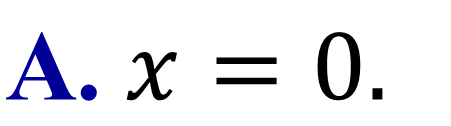 A. x = 0.